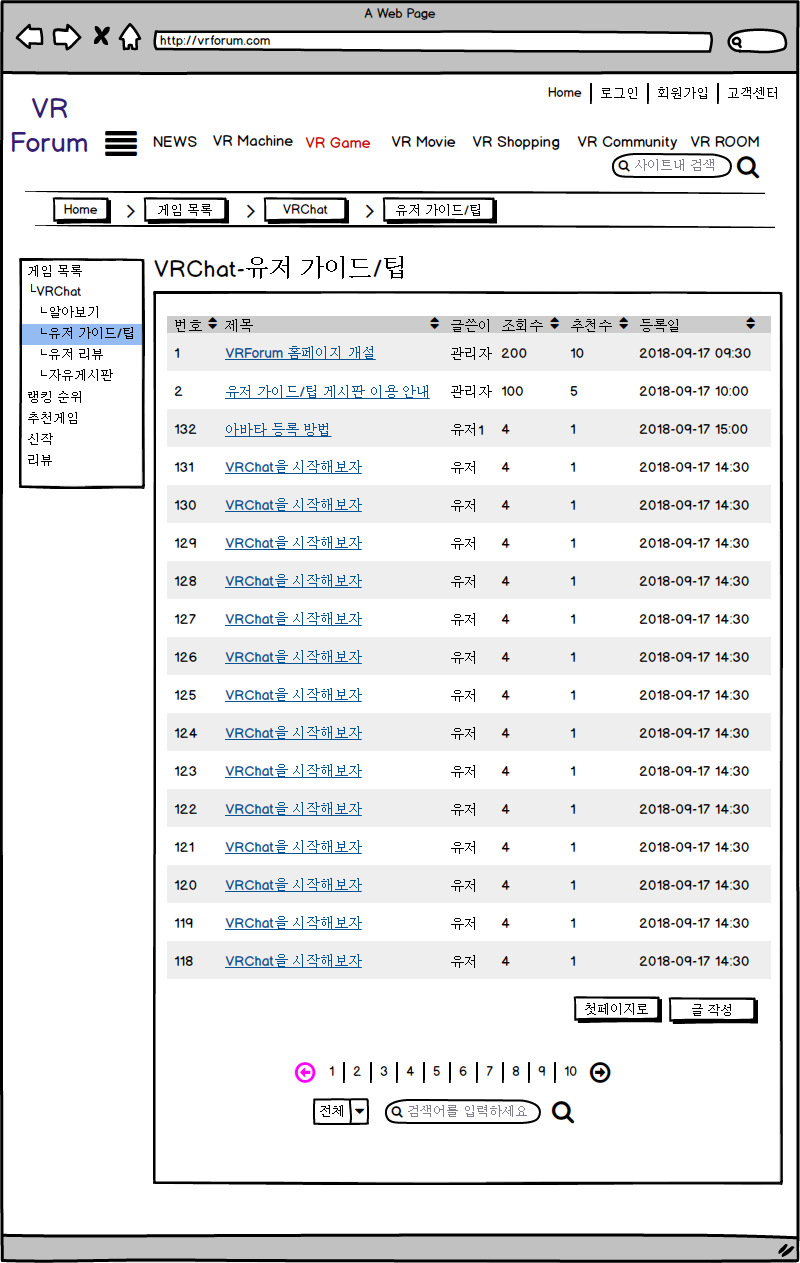 A Web Page
http://vrforum.com
Home 로그인 회원가입 고객센터
VR Forum
NEWS VR Machine VR Game VR Movie VR Shopping VR Community VR ROOM
사이트내 검색
Home 게임 목록 VRChat 유저 가이드/팁
게임 목록
└VRChat
└알아보기
└유저 가이드/팁
└유저 리뷰
└자유게시판
랭킹 순위
추천게임
신작
리뷰
VRChat-유저 가이드/팁
번호 제목 글쓴이 조회수 추천수 등록일
1 VRForum 홈페이지 개설 관리자 200 10 2018-09-17 09:30
2 유저 가이드/팁 게시판 이용 안내 관리자 100 5 2018-09-17 10:00
132 아바타 등록 방법 유저1 4 1 2018-09-17 15:00
131 VRChat을 시작해보자 유저 4 1 2018-09-17 14:30
130 VRChat을 시작해보자 유저 4 1 2018-09-17 14:30
129 VRChat을 시작해보자 유저 4 1 2018-09-17 14:30
128 VRChat을 시작해보자 유저 4 1 2018-09-17 14:30
127 VRChat을 시작해보자 유저 4 1 2018-09-17 14:30
126 VRChat을 시작해보자 유저 4 1 2018-09-17 14:30
125 VRChat을 시작해보자 유저 4 1 2018-09-17 14:30
124 VRChat을 시작해보자 유저 4 1 2018-09-17 14:30
123 VRChat을 시작해보자 유저 4 1 2018-09-17 14:30
122 VRChat을 시작해보자 유저 4 1 2018-09-17 14:30
121 VRChat을 시작해보자 유저 4 1 2018-09-17 14:30
120 VRChat을 시작해보자 유저 4 1 2018-09-17 14:30
119 VRChat을 시작해보자 유저 4 1 2018-09-17 14:30
118 VRChat을 시작해보자 유저 4 1 2018-09-17 14:30
첫페이지로 글 작성
1 2 3 4 5 6 7 8 9 10
전체 검색어를 입력하세요